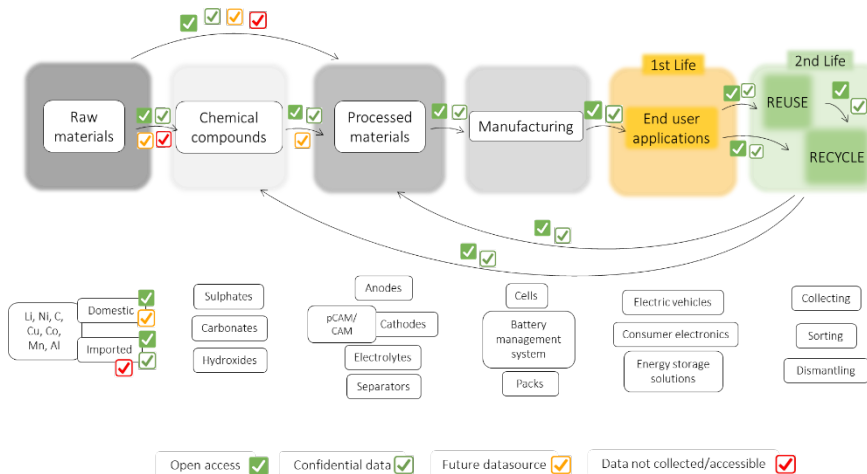 1st Life
2nd Life
Raw
materials
Chemical
compounds
Processed
materials
Manufacturing
End user
applications
REUSE
RECYCLE
Li, Ni, C,
Cu, Co,
Mn, Al
Domestic
Imported
Sulphates
Carbonates
Hydroxides
Anodes
pCAM/
CAM
Cathodes
Electrolytes
Separators
Cells
Battery
management
system
Packs
Electric vehicles
Consumer electronics
Energy storage
solutions
Collecting
Sorting
Dismantling
Open access
Confidential data
Future datasource
Data not collected/accessible